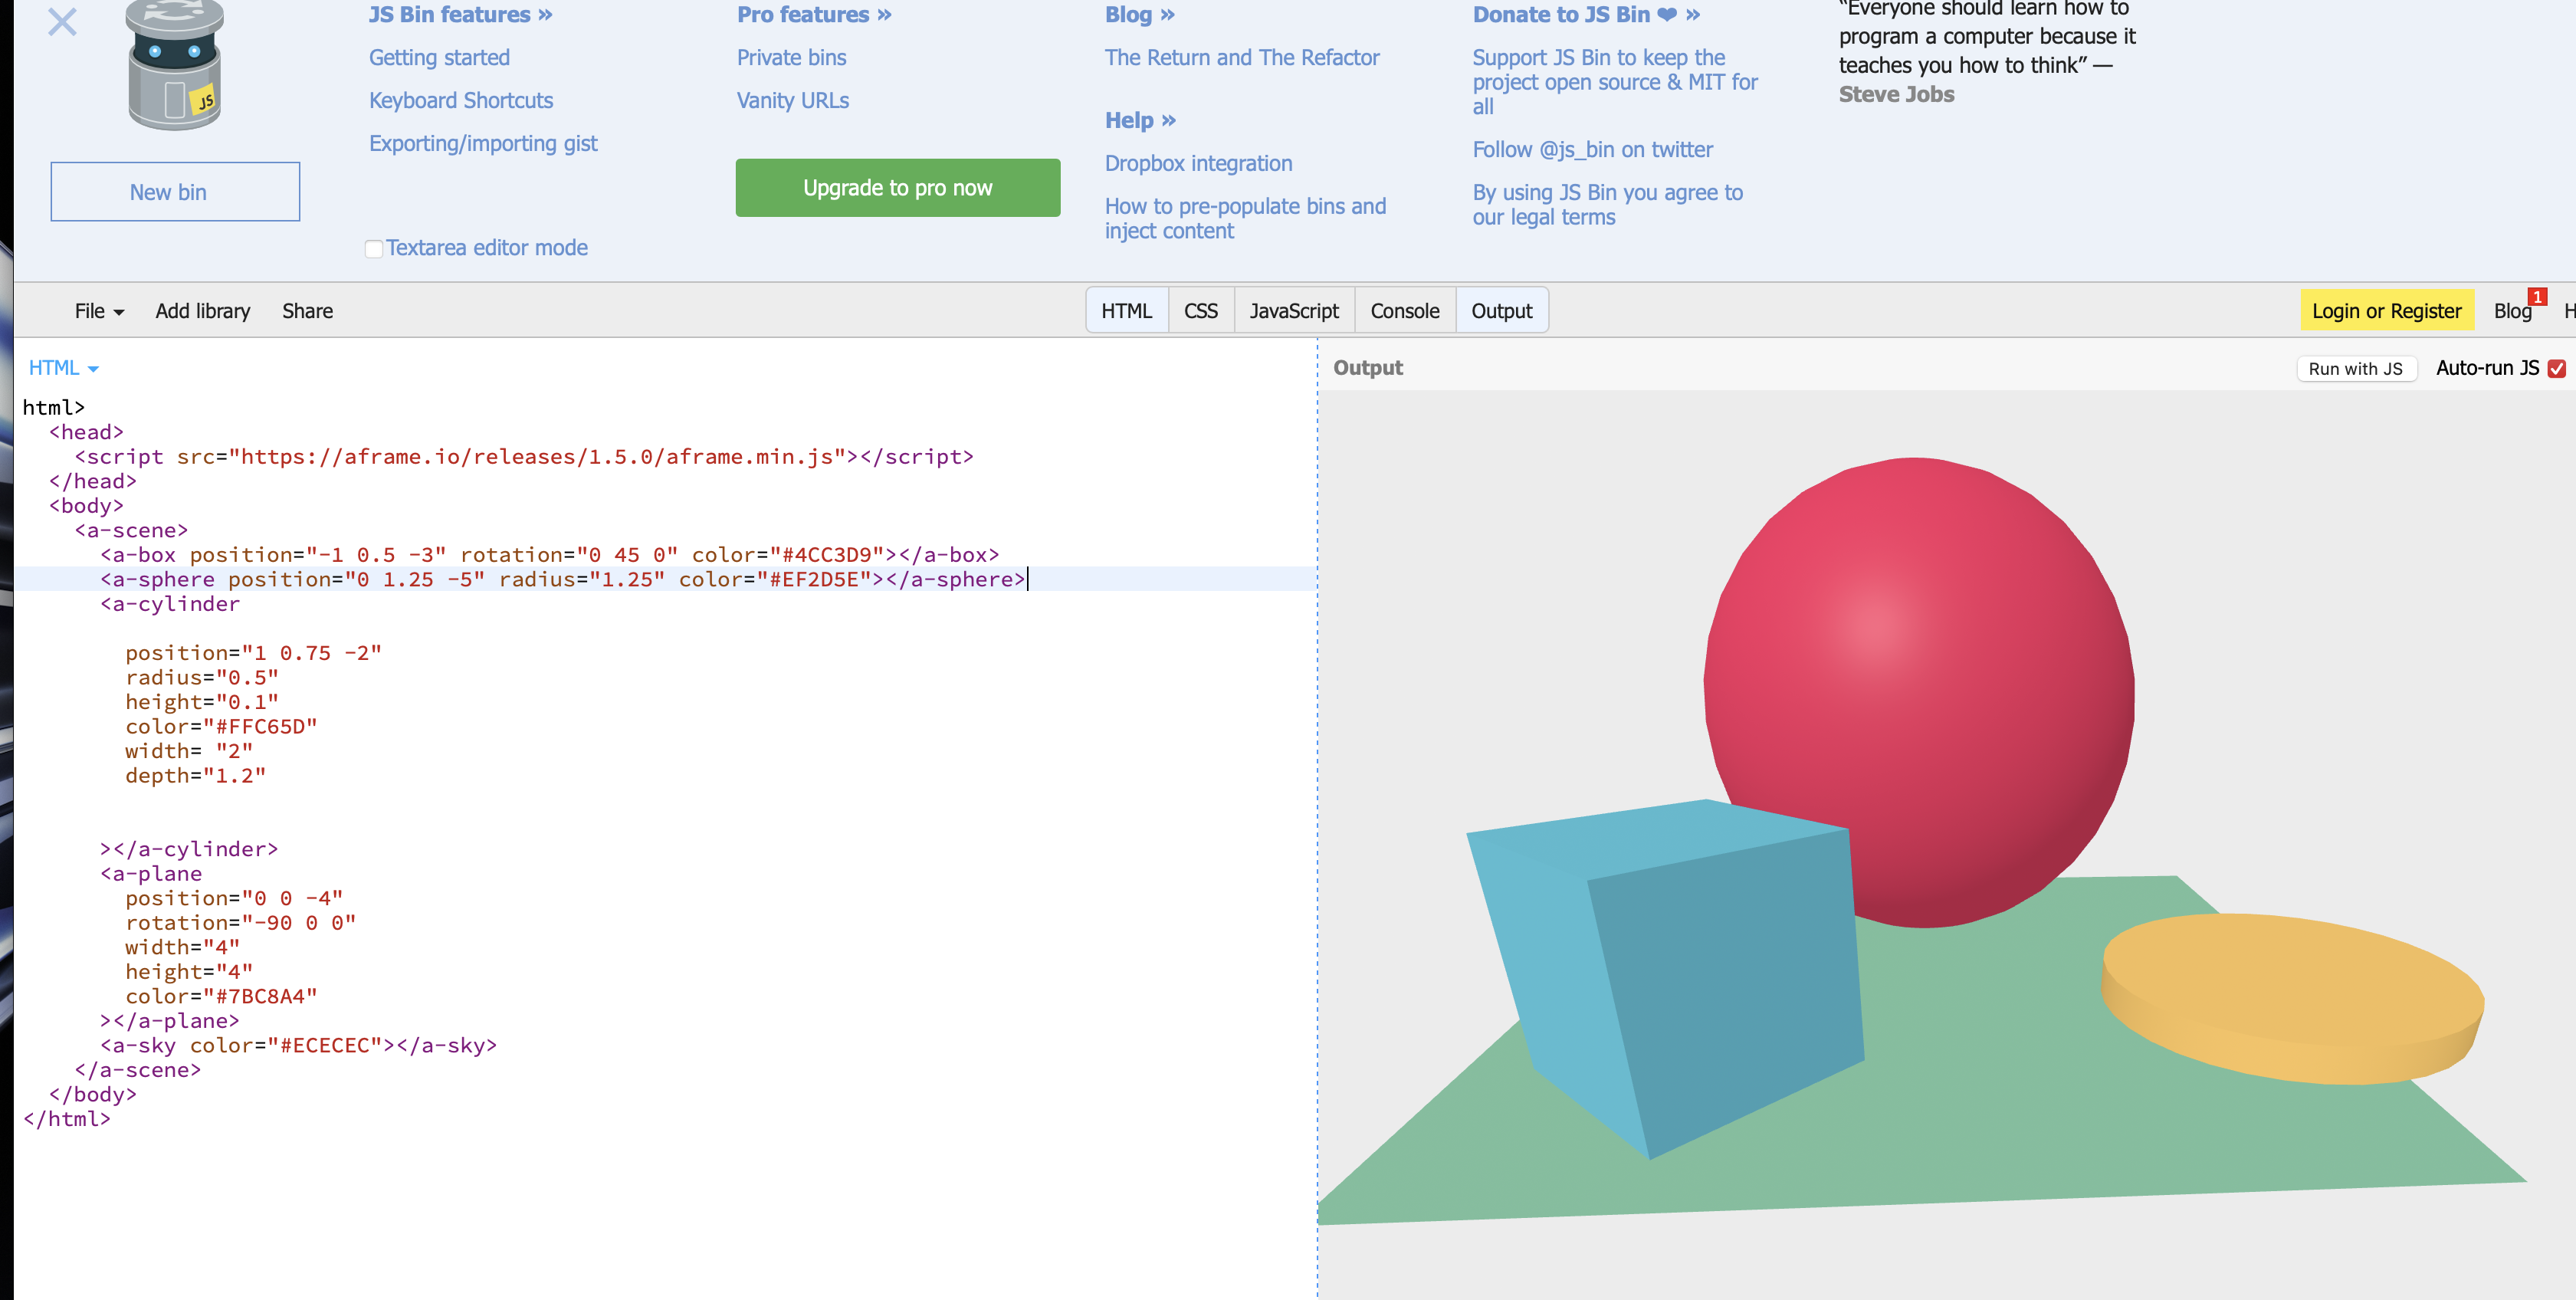 JS Bin features »
Getting started
Keyboard Shortcuts
Exporting/importing gist
Textarea editor mode
Pro features »
Private bins
Vanity URLs
Upgrade to pro now
Blog »
The Return and The Refactor
Help »
Dropbox integration
How to pre-populate bins and
inject content
Donate to JS Bin ❤ »
Support JS Bin to keep the
project open source & MIT for
all
Follow @js_bin on twitter
By using JS Bin you agree to
our legal terms
“Everyone should learn how to
program a computer because it
teaches you how to think” —
Steve Jobs
JS
New bin
File
Add library
Share
HTML
CSS
JavaScript
Console
Output
Login or Register
Blog
1
H
HTML
html>
<head>
<script src="https://aframe.io/releases/1.5.0/aframe.min.js"></script>
</head>
<body>
<a-scene>
<a-box position="-1 0.5 -3" rotation="0 45 0" color="#4CC3D9"></a-box>
<a-sphere position="0 1.25 -5" radius="1.25" color="#EF2D5E"></a-sphere>
<a-cylinder
position="1 0.75 -2"
radius="0.5"
height="0.1"
color="#FFC65D"
width= "2"
depth="1.2"
></a-cylinder>
<a-plane
position="0 0 -4"
rotation="-90 0 0"
width="4"
height="4"
color="#7BC8A4"
></a-plane>
<a-sky color="#ECECEC"></a-sky>
</a-scene>
</body>
</html>
Output
Run with JS
Auto-run JS